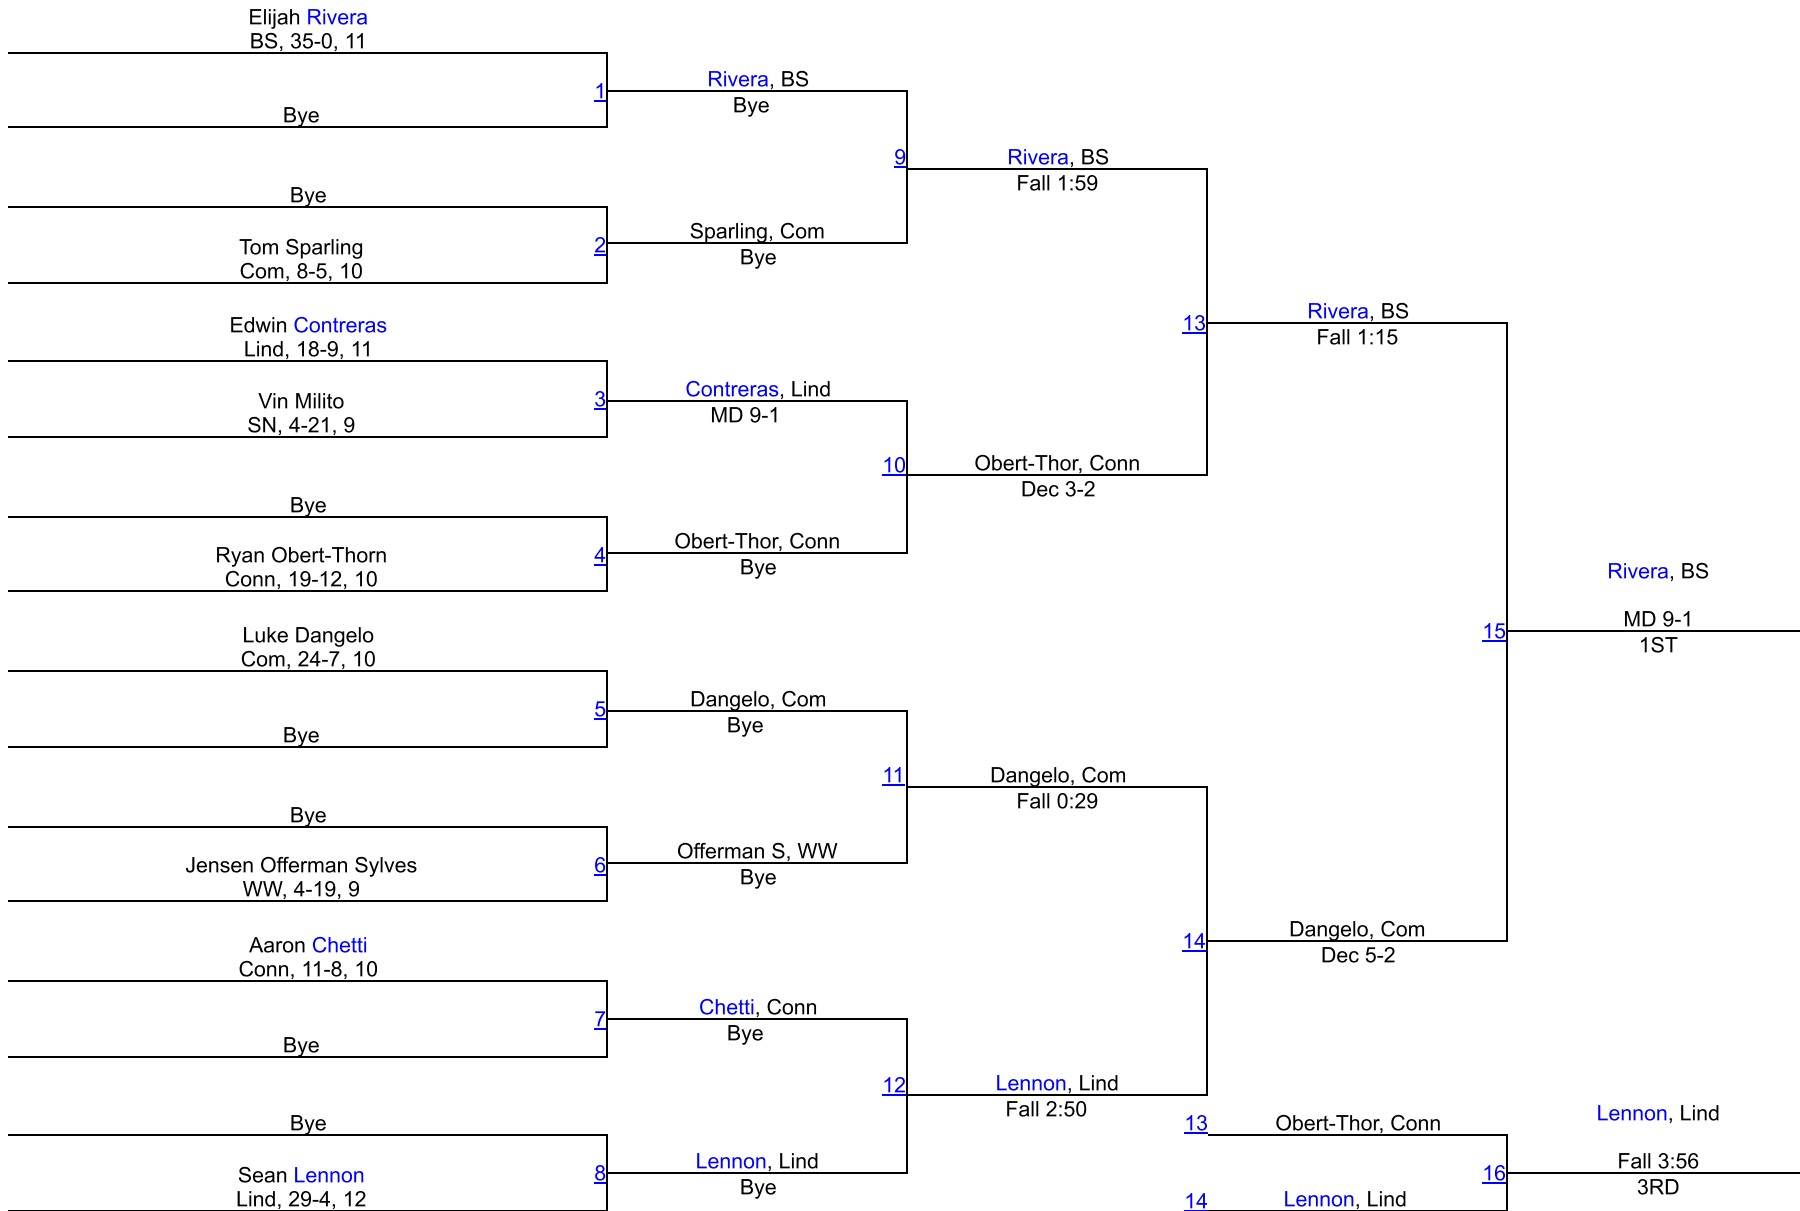 Elijah Rivera
BS, 35-0, 11
1
Bye
Bye
2
Tom Sparling
Com, 8-5, 10
Edwin Contreras
Lind, 18-9, 11
3
Vin Milito
SN, 4-21, 9
Bye
4
Ryan Obert-Thorn
Conn, 19-12, 10
Luke Dangelo
Com, 24-7, 10
5
Bye
Bye
6
Jensen Offerman Sylves
WW, 4-19, 9
Aaron Chetti
Conn, 11-8, 10
7
Bye
Bye
8
Sean Lennon
Lind, 29-4, 12
Rivera, BS
Bye
9
Sparling, Com
Bye
Contreras, Lind
MD 9-1
10
Obert-Thor, Conn
Bye
Dangelo, Com
Bye
11
Offerman S, WW
Bye
Chetti, Conn
Bye
12
Lennon, Lind
Bye
Rivera, BS
Fall 1:59
13
Obert-Thor, Conn
Dec 3-2
Dangelo, Com
Fall 0:29
14
Lennon, Lind
Fall 2:50
Rivera, BS
Fall 1:15
15
Dangelo, Com
Dec 5-2
Rivera, BS
MD 9-1
1ST
13
Obert-Thor, Conn
16
14
Lennon, Lind
Lennon, Lind
Fall 3:56
3RD